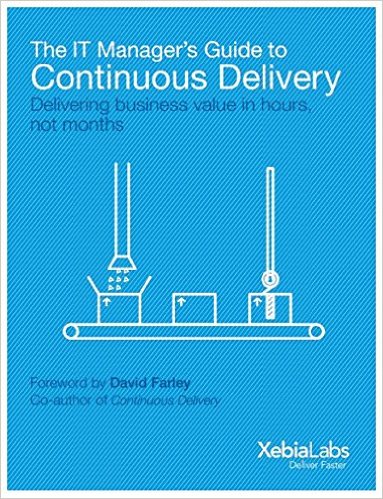 The IT Manager's Guide to
Continuous Delivery
Delivering business value in hours,
not months
Foreword by David Farley
Co-author of Continuous Delivery
XebiaLabs
Deliver Faster